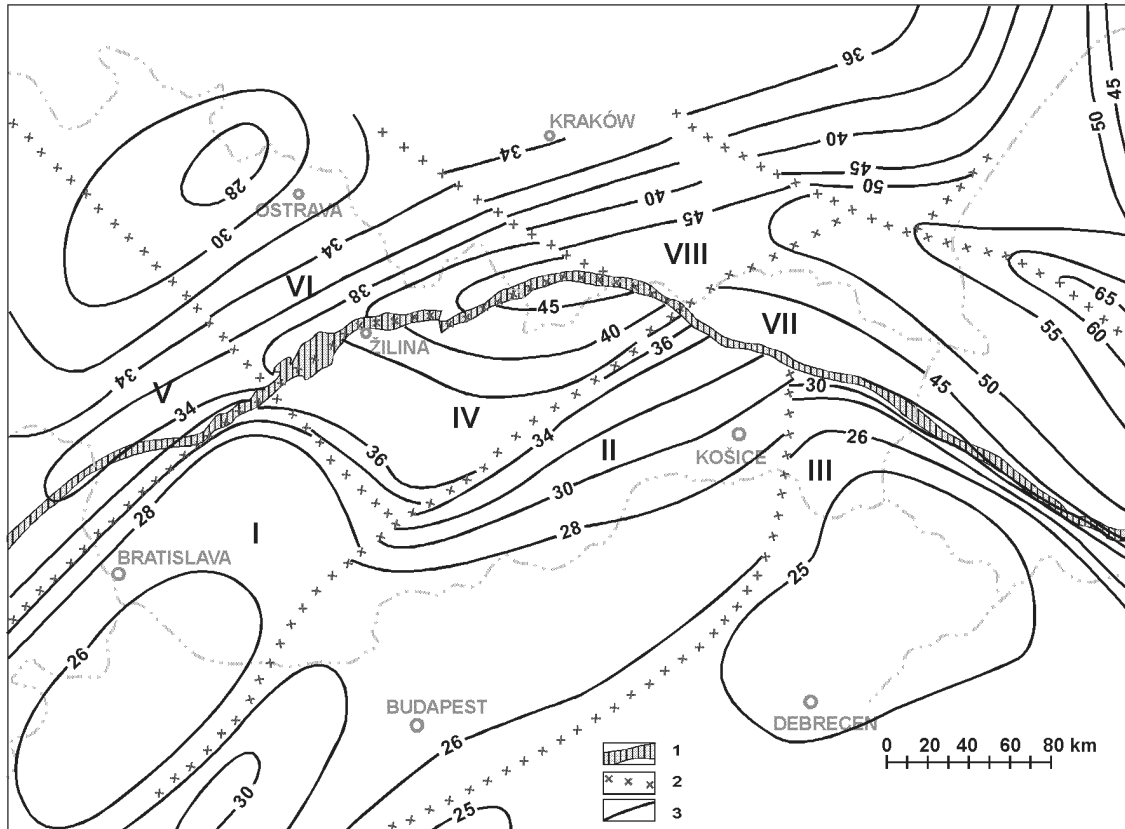 36
45
50
KRAKÓW
34
40
45
50
28
OSTRAVA
40
45
30
34
VIII
VI
38
65
45
VII
60
55
40
36
ŽILINA
34
V
45
50
34
IV
30
34
26
36
II
KOŠICE
III
30
28
28
I
BRATISLAVA
25
26
BUDAPEST
DEBRECEN
26
1
0 20 40 60 80 km
2
30
25
3